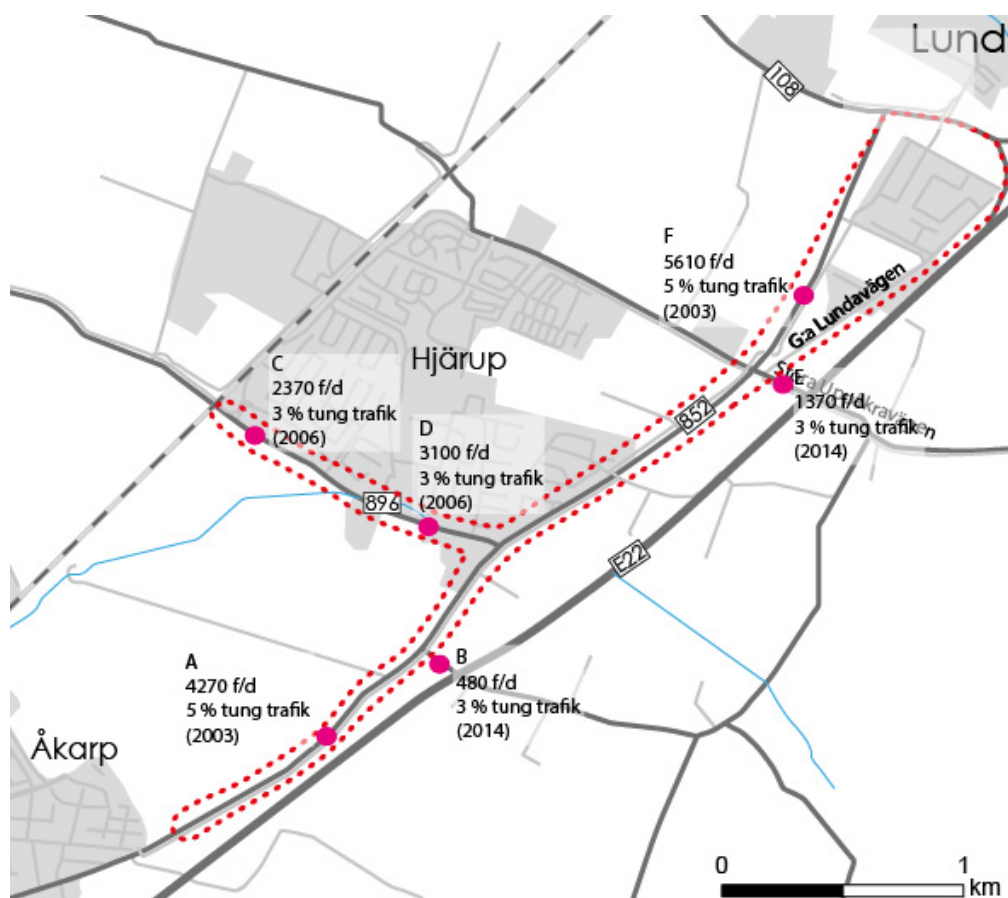 Lund
108
F
5610 f/d
5 % tung trafik
(2003)
G:a Lundavägen
Stora Uppåkravägen
E
1370 f/d
3 % tung trafik
(2014)
Hjärup
C
2370 f/d
3 % tung trafik
(2006)
D
3100 f/d
3 % tung trafik
(2006)
852
896
E22
A
4270 f/d
5 % tung trafik
(2003)
B
480 f/d
3 % tung trafik
(2014)
Åkarp
0 1
km